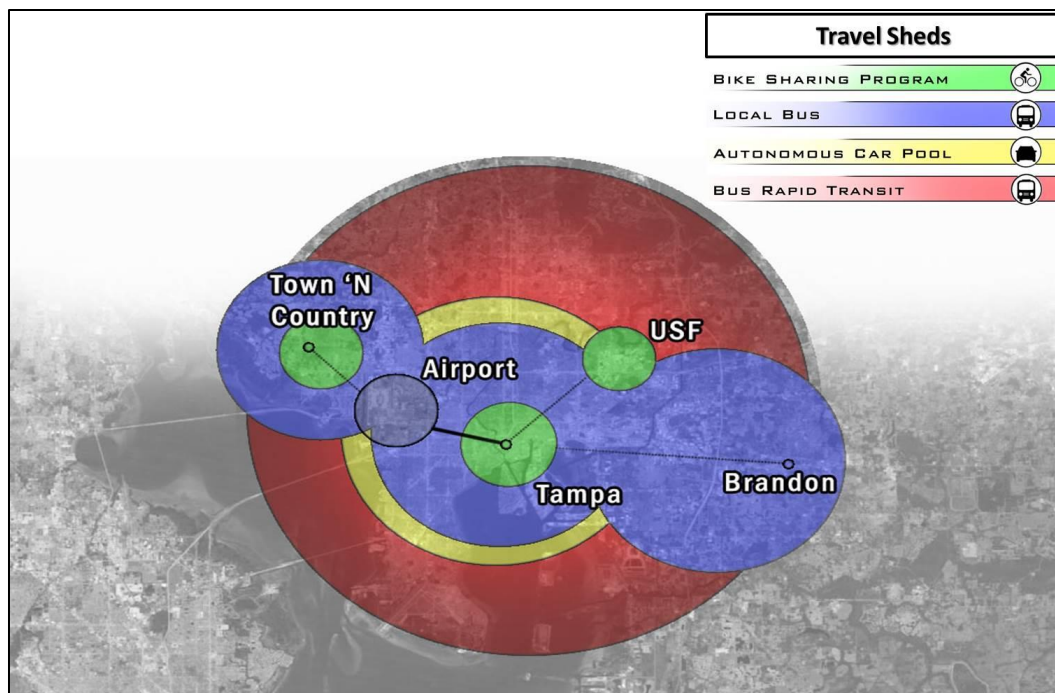 Travel Sheds
Bike Sharing Program
Local Bus
Autonomous Car Pool
Bus Rapid Transit
Town ‘N
Country
USF
Airport
Tampa
Brandon